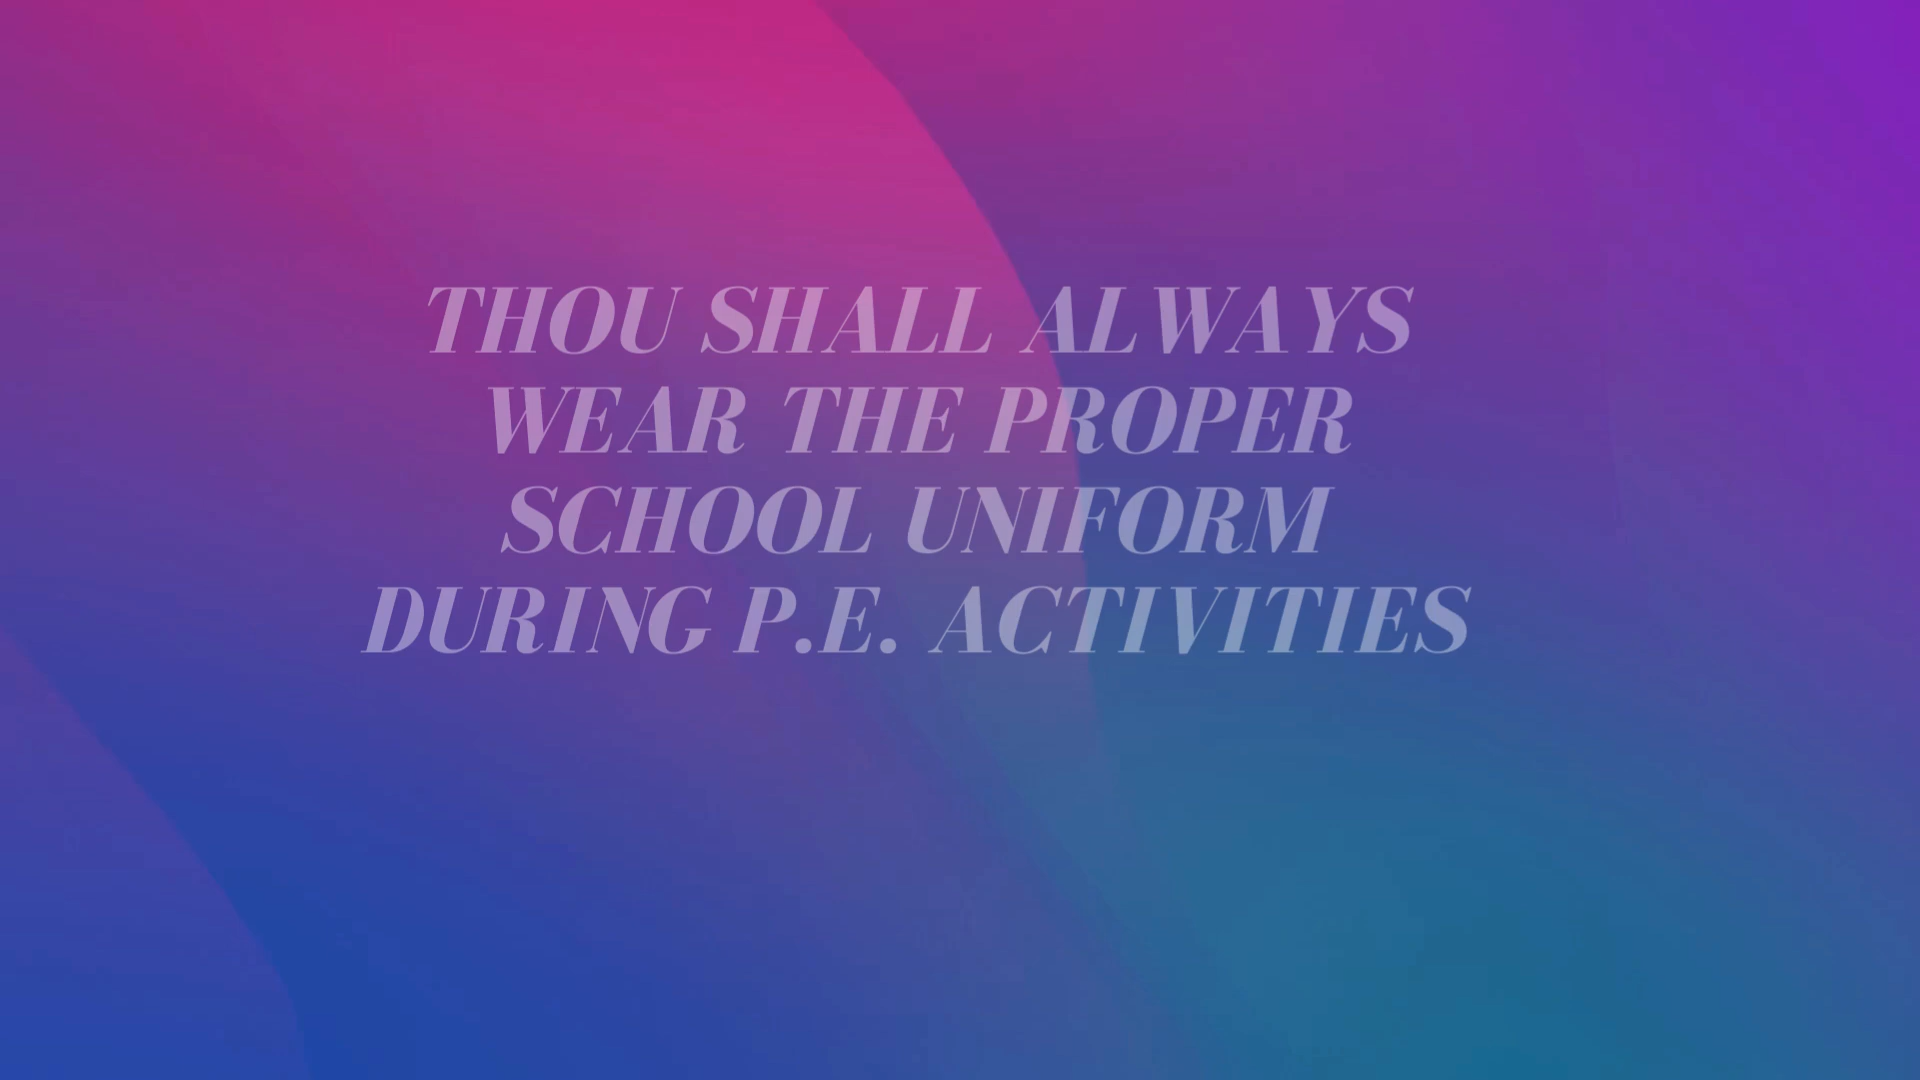 THOU SHALL ALWAYS
WEAR THE PROPER
SCHOOL UNIFORM
DURING P.E. ACTIVITIES